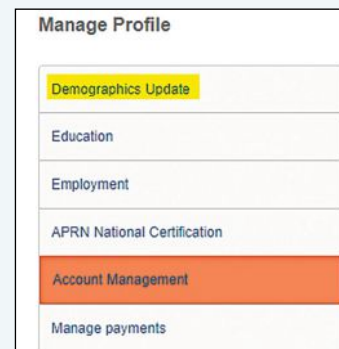 Manage Profile
Demographics Update
Education
Employment
APRN National Certification
Account Management
Manage payments